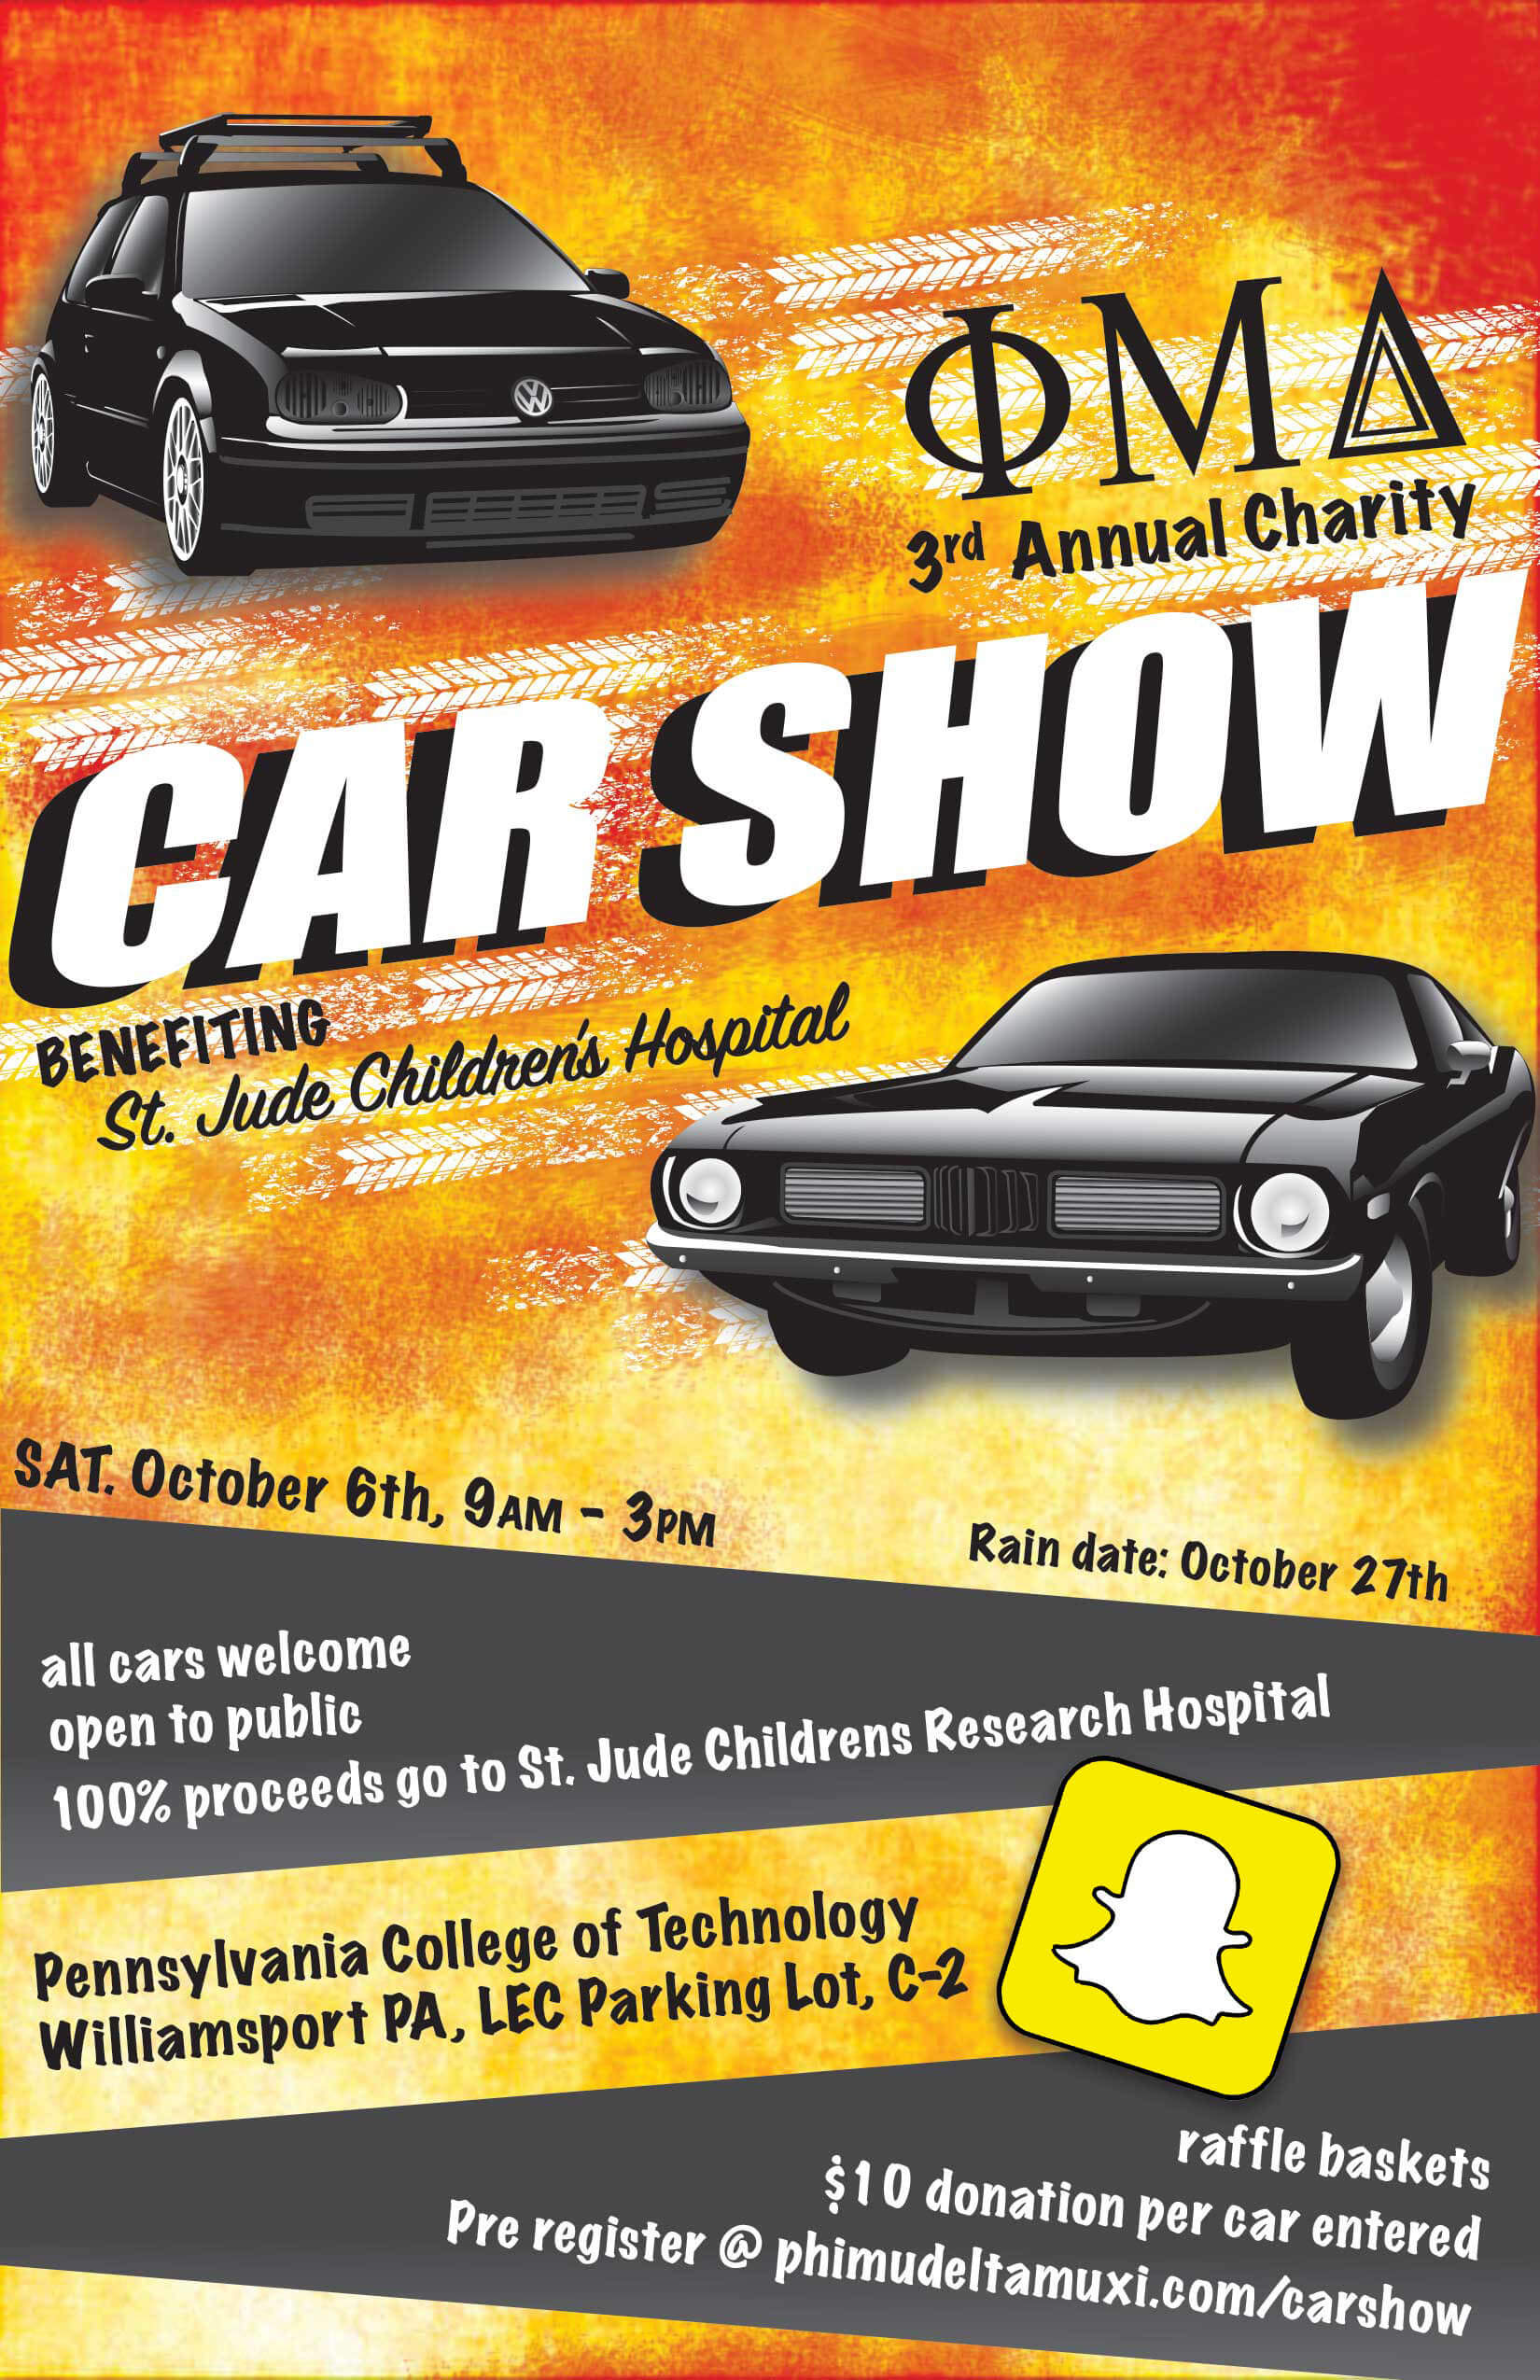 ΦΜΔ
3rd Annual Charity
CAR SHOW
BENEFITING
St. Jude Children's Hospital
SAT. October 6th, 9AM - 3PM
Rain date: October 27th
all cars welcome
open to public
100% proceeds go to St. Jude Childrens Research Hospital
Pennsylvania College of Technology
Williamsport PA, LEC Parking Lot, C-2
raffle baskets
$10 donation per car entered
Pre register @ phimudeltamuxi.com/carshow